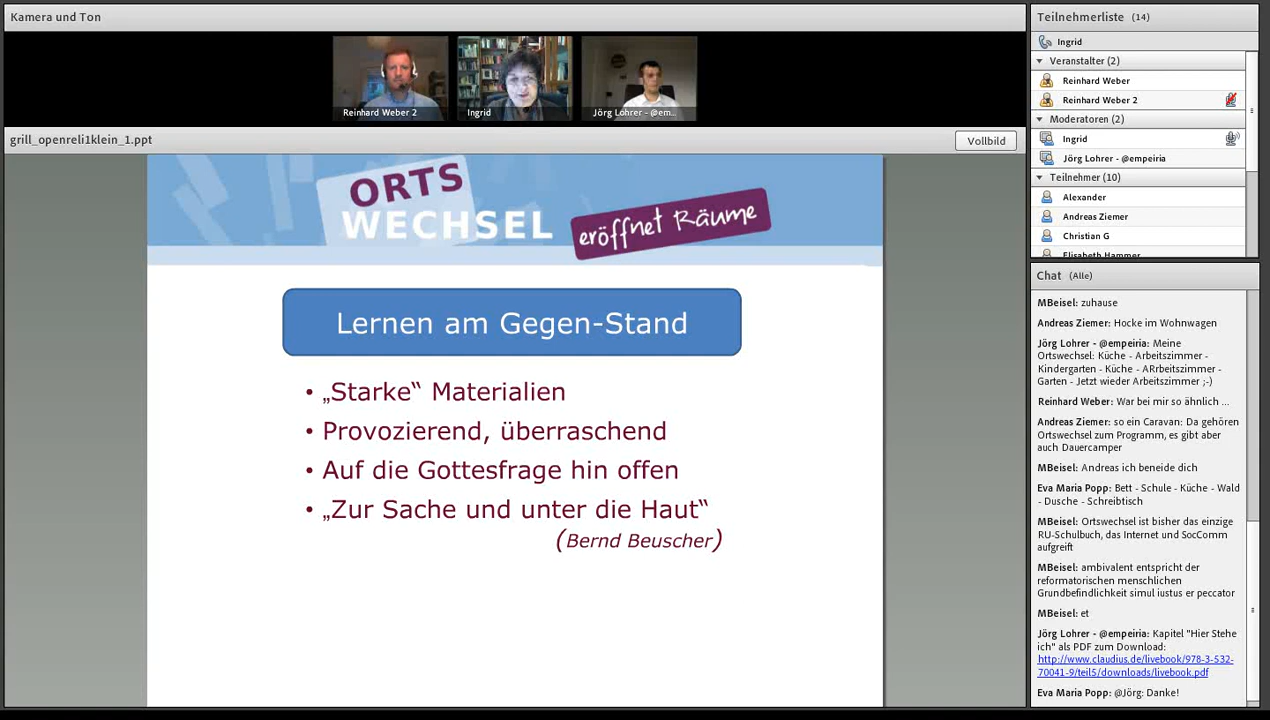 Kamera und Ton
Reinhard Weber 2
Ingrid
Jörg Lohrer - @em...
grill_openreli1klein_1.ppt
Vollbild
ORTS
WECHSEL
eröffnet Räume
Lernen am Gegen-Stand
• „Starke“ Materialien
• Provozierend, überraschend
• Auf die Gottesfrage hin offen
• „Zur Sache und unter die Haut“
(Bernd Beuscher)
Teilnehmerliste (14)
Ingrid
Veranstalter (2)
Reinhard Weber
Reinhard Weber 2
Moderatoren (2)
Ingrid
Jörg Lohrer - @empeiria
Teilnehmer (10)
Alexander
Andreas Ziemer
Christian G
Elisabeth Hammer
Chat (Alle)
MBeisel: zuhause
Andreas Ziemer: Hocke im Wohnwagen
Jörg Lohrer - @empeiria: Meine
Ortswechsel: Küche - Arbeitszimmer -
Kindergarten - Küche - ARrbeitszimmer -
Garten - Jetzt wieder Arbeitszimmer ;-)
Reinhard Weber: War bei mir so ähnlich ...
Andreas Ziemer: so ein Caravan: Da gehören
Ortswechsel zum Programm, es gibt aber
auch Dauercamper
MBeisel: Andreas ich beneide dich
Eva Maria Popp: Bett - Schule - Küche - Wald
- Dusche - Schreibtisch
MBeisel: Ortswechsel ist bisher das einzige
RU-Schulbuch, das Internet und SocComm
aufgreift
MBeisel: ambivalent entspricht der
reformatorischen menschlichen
Grundbefindlichkeit simul iustus er peccator
MBeisel: et
Jörg Lohrer - @empeiria: Kapitel "Hier Stehe
ich" als PDF zum Download:
http://www.claudius.de/livebook/978-3-532-
70041-9/teil5/downloads/livebook.pdf
Eva Maria Popp: @Jörg: Danke!